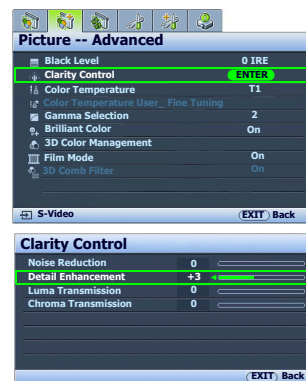 Picture -- Advanced
Black Level 0 IRE
Clarity Control ENTER
Color Temperature T1
Color Temperature User_ Fine Tuning
Gamma Selection 2
Brilliant Color On
3D Color Management
Film Mode On
3D Comb Filter On
S-Video EXIT Back
Clarity Control
Noise Reduction 0
Detail Enhancement +3
Luma Transmission 0
Chroma Transmission 0
EXIT Back